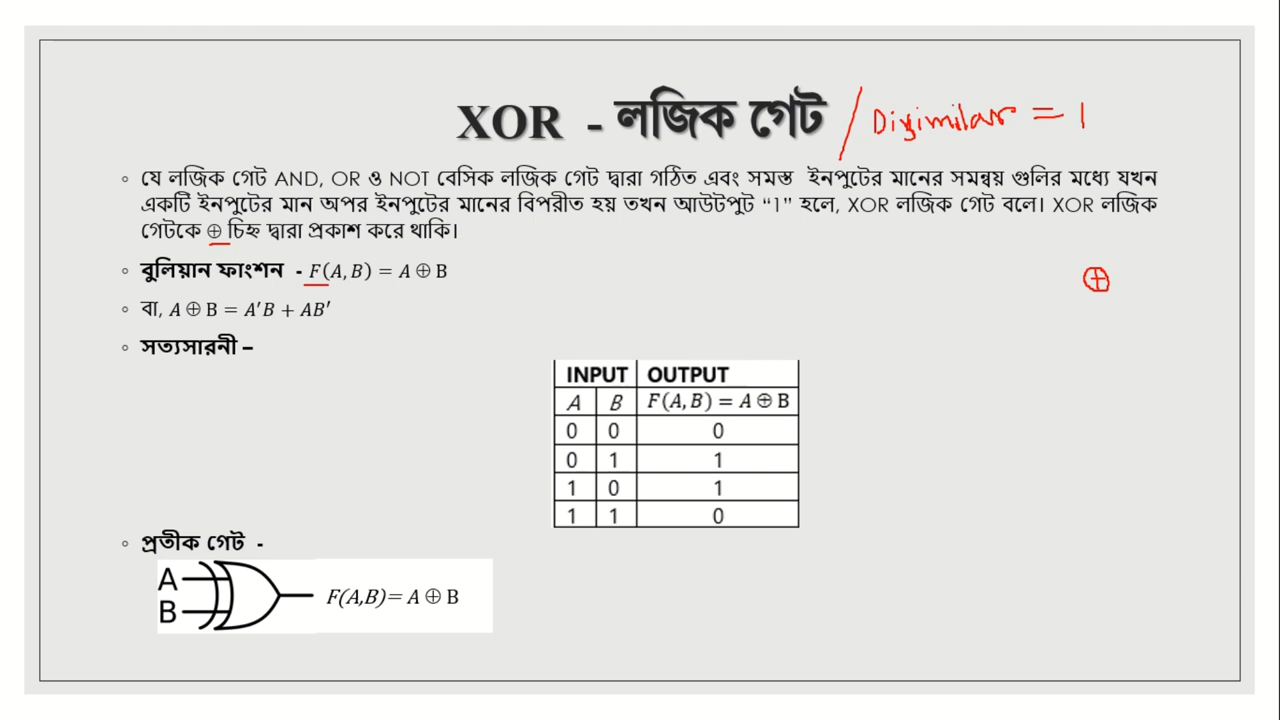 XOR - লজিক গেট / Dizimilar = 1
◦ যে লজিক গেট AND, OR ও NOT বেসিক লজিক গেট দ্বারা গঠিত এবং সমস্ত ইনপুটের মানের সমন্বয় গুলির মধ্যে যখন
একটি ইনপুটের মান অপর ইনপুটের মানের বিপরীত হয় তখন আউটপুট “1” হলে, XOR লজিক গেট বলে। XOR লজিক
গেটকে ⊕ চিহ্ন দ্বারা প্রকাশ করে থাকি।
◦ বুলিয়ান ফাংশন - F(A, B) = A ⊕ B
⊕
◦ বা, A ⊕ B = A′B + AB′
◦ সত্যসারনী –
INPUT OUTPUT
A B F(A, B) = A ⊕ B
0 0 0
0 1 1
1 0 1
1 1 0
◦ প্রতীক গেট -
A
B F(A,B)= A ⊕ B